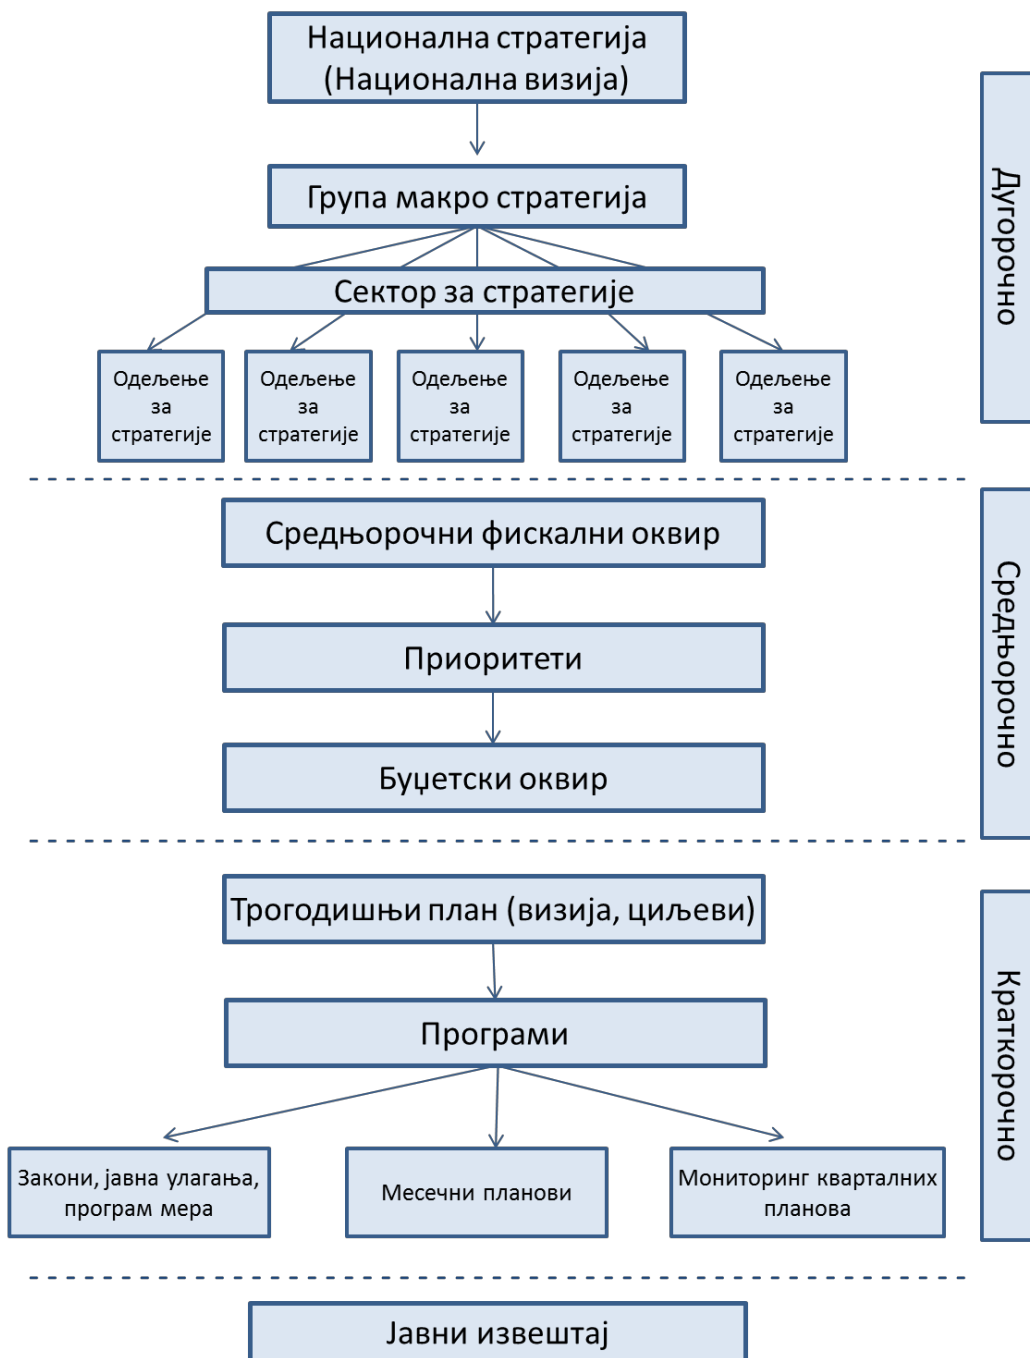 Национална стратегија
(Национална визија)
Група макро стратегија
Сектор за стратегије
Одељење
за
стратегије
Одељење
за
стратегије
Одељење
за
стратегије
Одељење
за
стратегије
Одељење
за
стратегије
Дугорочно
Средњорочни фискални оквир
Приоритети
Буџетски оквир
Средњорочно
Трогодишњи план (визија, циљеви)
Програми
Закони, јавна улагања,
програм мера
Месечни планови
Мониторинг кварталних
планова
Краткорочно
Јавни извештај